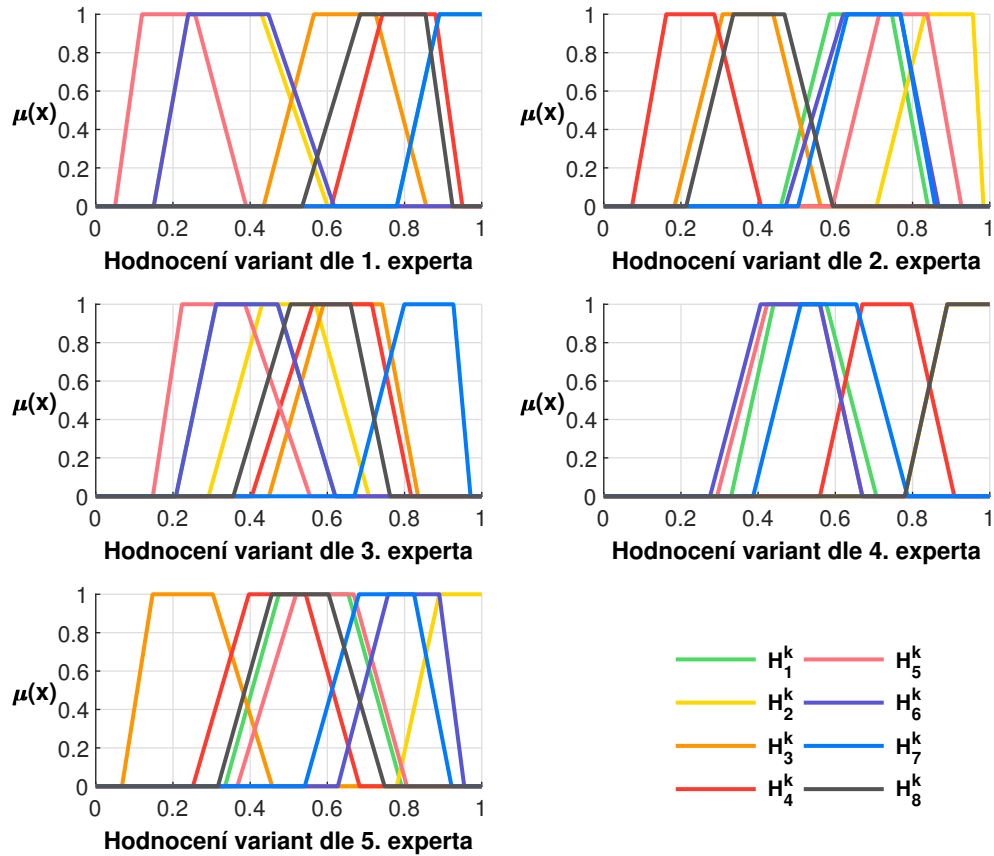 1
0.8
0.6
0.4
0.2
0
μ(x)
0 0.2 0.4 0.6 0.8 1
Hodnocení variant dle 1. experta
1
0.8
0.6
0.4
0.2
0
μ(x)
0 0.2 0.4 0.6 0.8 1
Hodnocení variant dle 2. experta
1
0.8
0.6
0.4
0.2
0
μ(x)
0 0.2 0.4 0.6 0.8 1
Hodnocení variant dle 3. experta
1
0.8
0.6
0.4
0.2
0
μ(x)
0 0.2 0.4 0.6 0.8 1
Hodnocení variant dle 4. experta
1
0.8
0.6
0.4
0.2
0
μ(x)
0 0.2 0.4 0.6 0.8 1
Hodnocení variant dle 5. experta
H₁ᵏ H₅ᵏ
H₂ᵏ H₆ᵏ
H₃ᵏ H₇ᵏ
H₄ᵏ H₈ᵏ